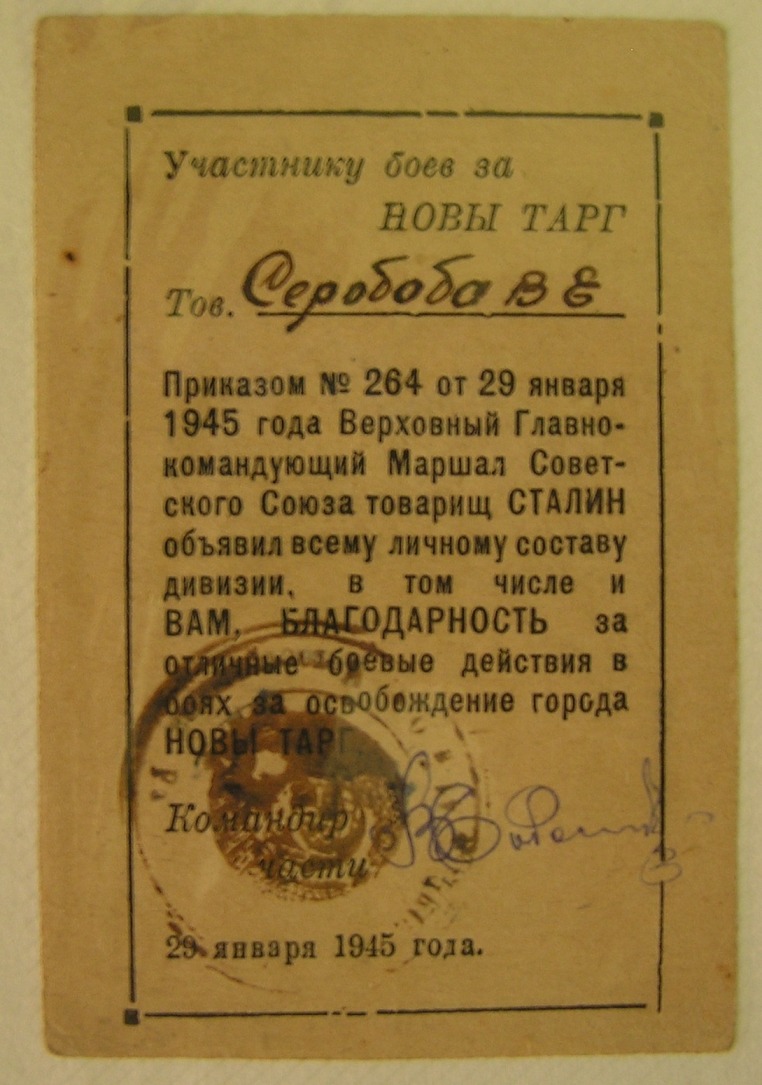 Участнику боев за
НОВЫ ТАРГ
Тов. Серобоба В Е
Приказом № 264 от 29 января
1945 года Верховный Главно-
командующий Маршал Совет-
ского Союза товарищ СТАЛИН
объявил всему личному составу
дивизии, в том числе и
ВАМ, БЛАГОДАРНОСТЬ за
отличные боевые действия в
боях за освобождение города
НОВЫ ТАРГ
Командир
части
29 января 1945 года.